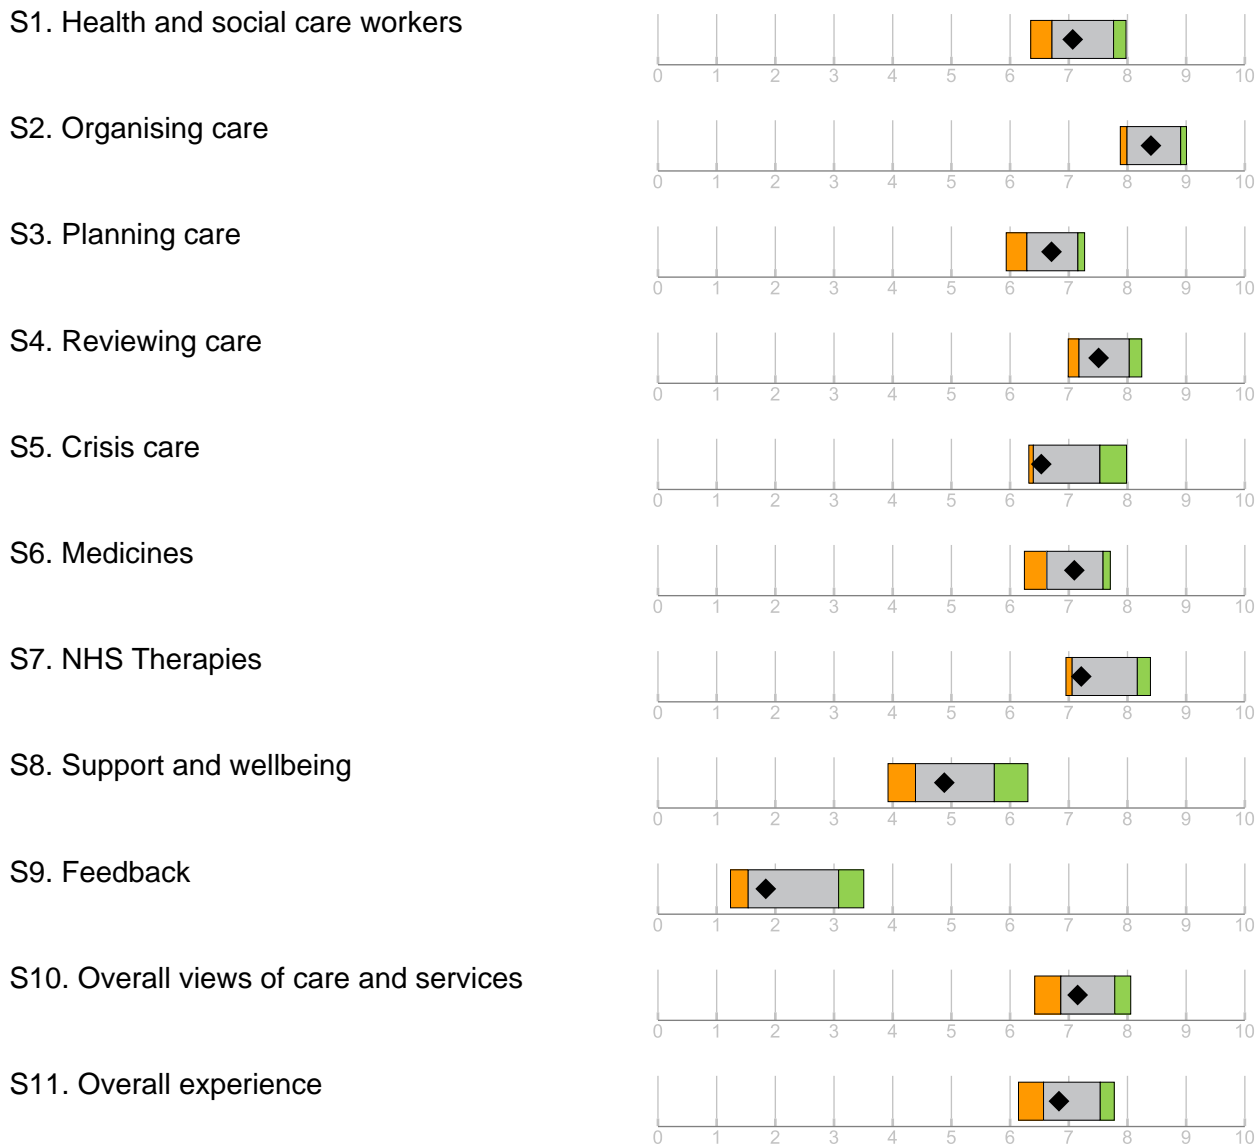 S1. Health and social care workers
0 1 2 3 4 5 6 7 8 9 10
S2. Organising care
0 1 2 3 4 5 6 7 8 9 10
S3. Planning care
0 1 2 3 4 5 6 7 8 9 10
S4. Reviewing care
0 1 2 3 4 5 6 7 8 9 10
S5. Crisis care
0 1 2 3 4 5 6 7 8 9 10
S6. Medicines
0 1 2 3 4 5 6 7 8 9 10
S7. NHS Therapies
0 1 2 3 4 5 6 7 8 9 10
S8. Support and wellbeing
0 1 2 3 4 5 6 7 8 9 10
S9. Feedback
0 1 2 3 4 5 6 7 8 9 10
S10. Overall views of care and services
0 1 2 3 4 5 6 7 8 9 10
S11. Overall experience
0 1 2 3 4 5 6 7 8 9 10